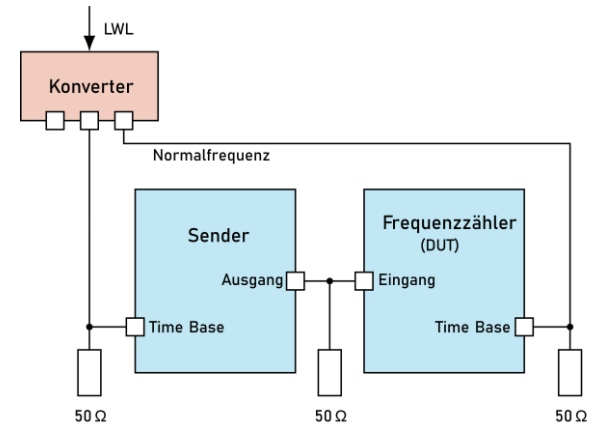 LWL
Konverter
Normalfrequenz
Sender
Frequenzzähler
(DUT)
Ausgang
Eingang
Time Base
Time Base
50 Ω
50 Ω
50 Ω